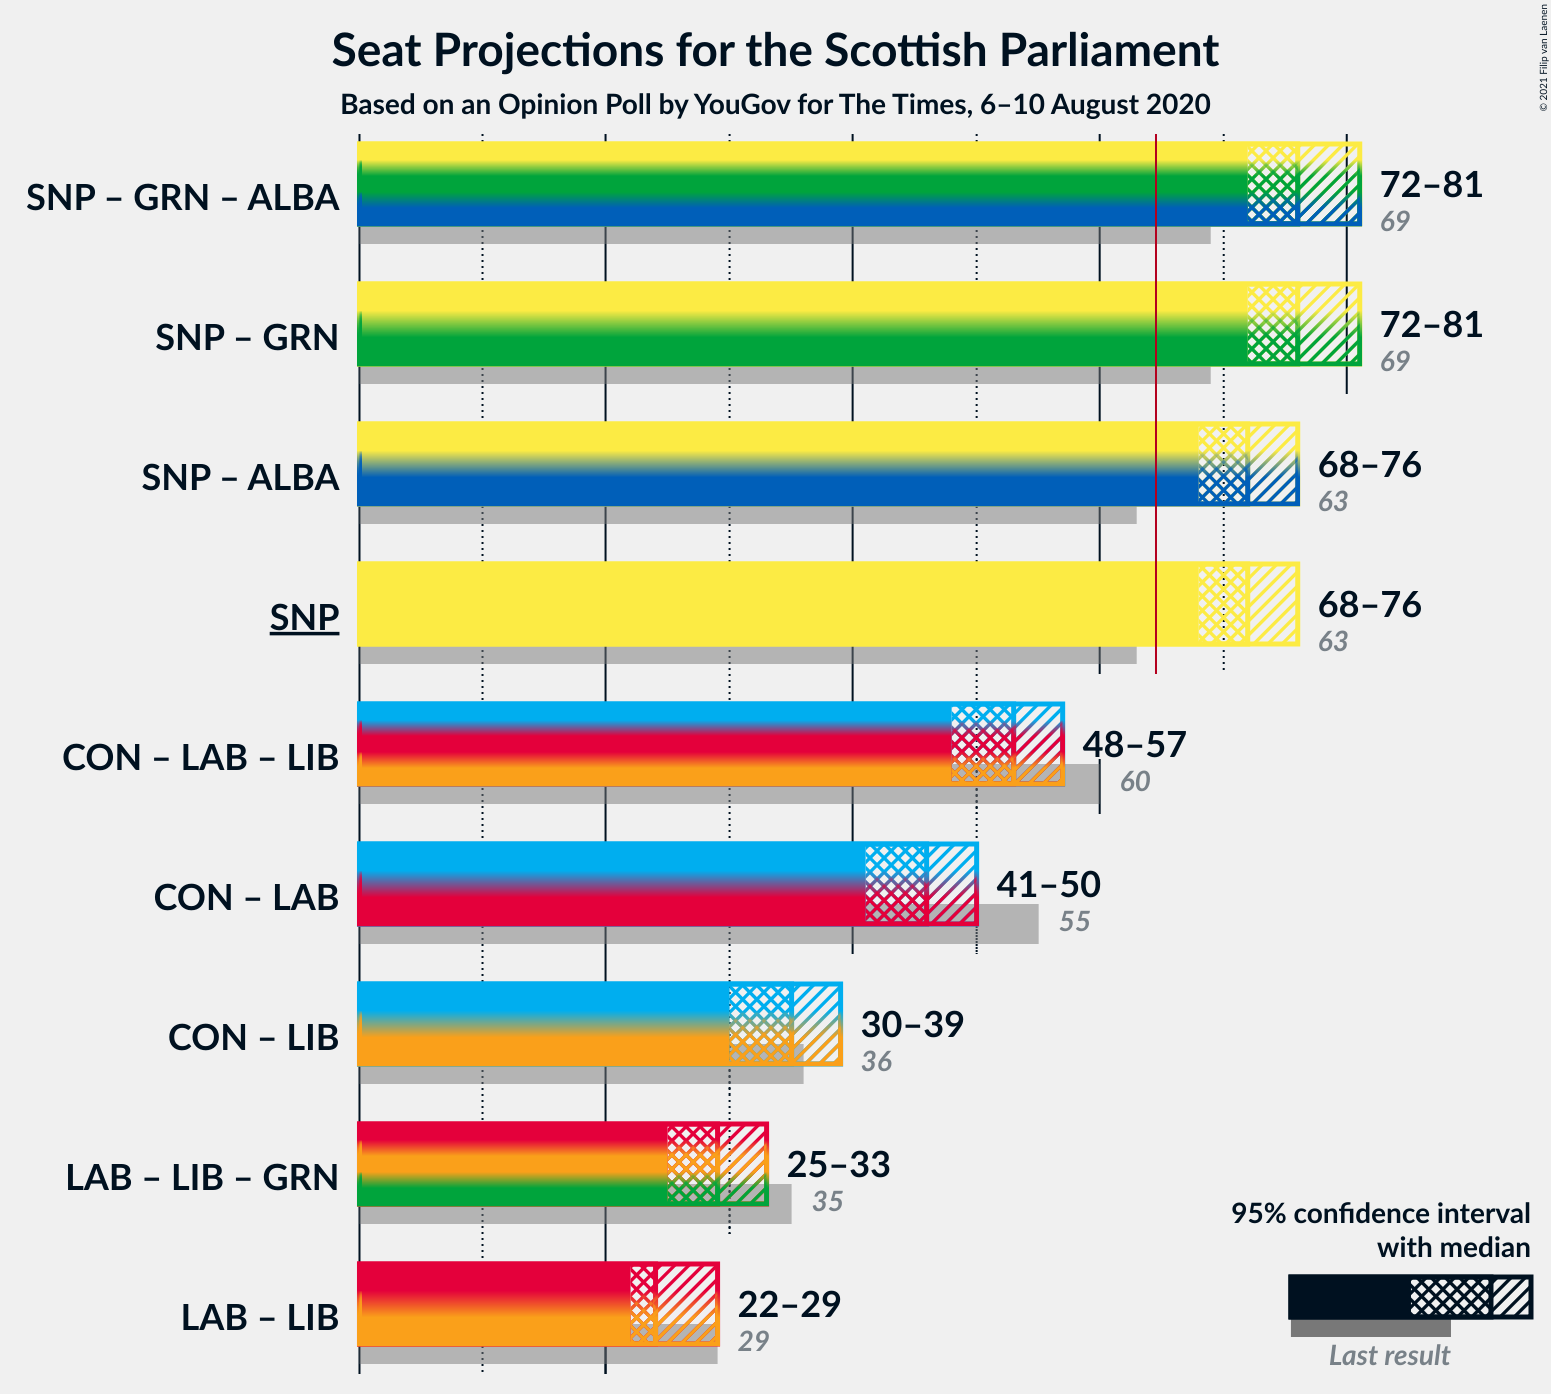 Seat Projections for the Scottish Parliament
Based on an Opinion Poll by YouGov for The Times, 6–10 August 2020
© 2021 Filip van Laenen
SNP – GRN – ALBA
72–81
69
SNP – GRN
72–81
69
SNP – ALBA
68–76
63
SNP
68–76
63
CON – LAB – LIB
48–57
60
CON – LAB
41–50
55
CON – LIB
30–39
36
LAB – LIB – GRN
25–33
35
LAB – LIB
22–29
29
95% confidence interval
with median
Last result